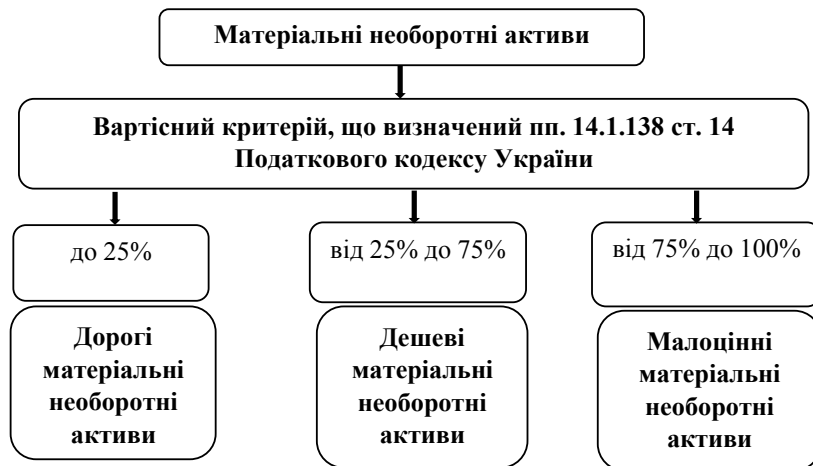 Матеріальні необоротні активи
Вартісний критерій, що визначений пп. 14.1.138 ст. 14
Податкового кодексу України
до 25%
від 25% до 75%
від 75% до 100%
Дорогі
матеріальні
необоротні
активи
Дешеві
матеріальні
необоротні
активи
Малоцінні
матеріальні
необоротні
активи